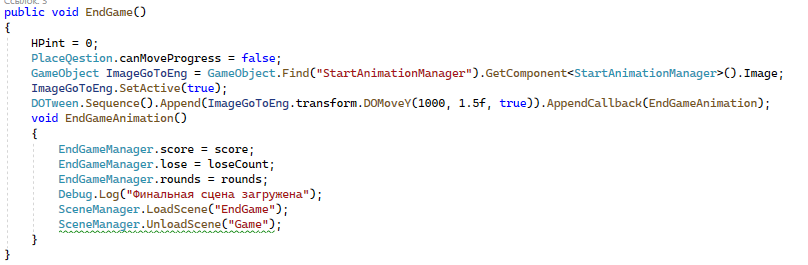 Ссылок: 3
public void EndGame()
{
    HPint = 0;
    PlaceQestion.canMoveProgress = false;
    GameObject ImageGoToEng = GameObject.Find("StartAnimationManager").GetComponent<StartAnimationManager>().Image;
    ImageGoToEng.SetActive(true);
    DOTween.Sequence().Append(ImageGoToEng.transform.DOMoveY(1000, 1.5f, true)).AppendCallback(EndGameAnimation);
    void EndGameAnimation()
    {
        EndGameManager.score = score;
        EndGameManager.lose = loseCount;
        EndGameManager.rounds = rounds;
        Debug.Log("Финальная сцена загружена");
        SceneManager.LoadScene("EndGame");
        SceneManager.UnloadScene("Game");
    }
}